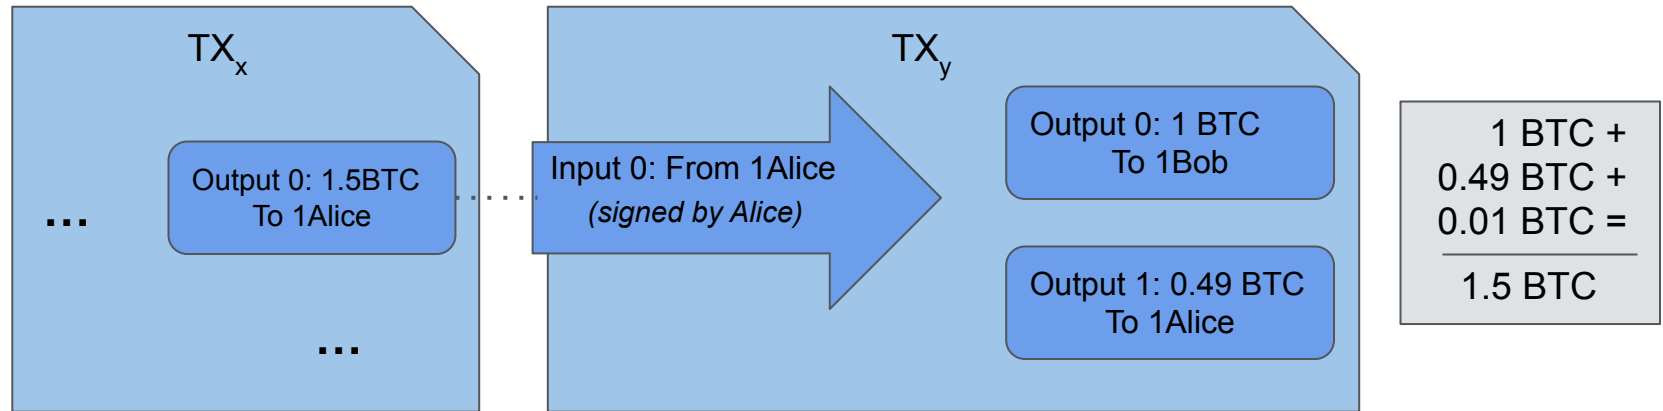 TXx
Output 0: 1.5BTC
To 1Alice
...
...
TXy
Input 0: From 1Alice
(signed by Alice)
Output 0: 1 BTC
To 1Bob
Output 1: 0.49 BTC
To 1Alice
1 BTC +
0.49 BTC +
0.01 BTC =
1.5 BTC